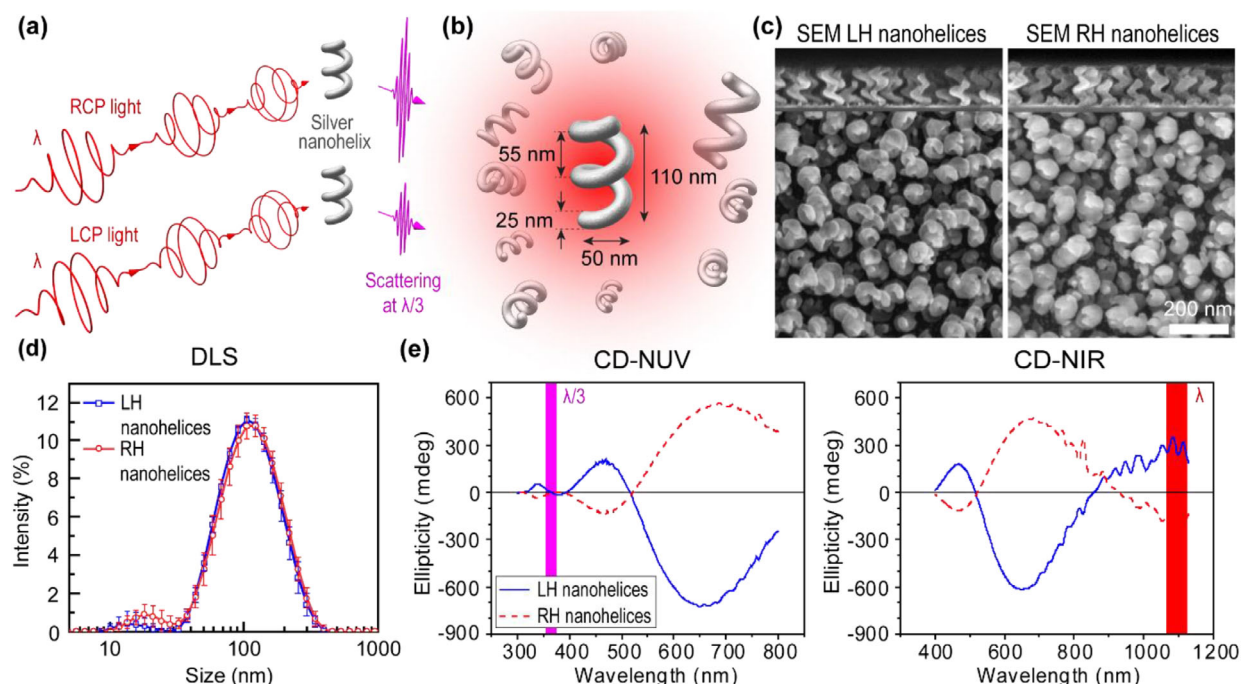 (a)
RCP light
λ
Silver
nanohelix
LCP light
λ
Scattering
at λ/3
(b)
55 nm
110 nm
25 nm
50 nm
(c)
SEM LH nanohelices
SEM RH nanohelices
200 nm
(d)
DLS
12
10
8
6
4
2
0
LH
nanohelices
RH
nanohelices
Intensity (%)
10
100
1000
Size (nm)
(e)
CD-NUV
λ/3
600
300
0
-300
-600
-900
Ellipticity (mdeg)
LH nanohelices
RH nanohelices
300 400 500 600 700 800
Wavelength (nm)
CD-NIR
λ
600
300
0
-300
-600
-900
Ellipticity (mdeg)
400 600 800 1000 1200
Wavelength (nm)